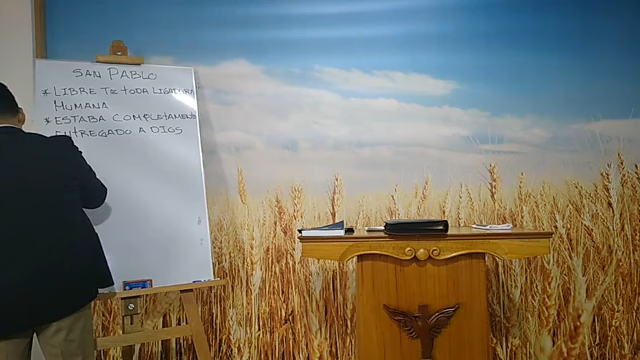 SAN PABLO
* LIBRE DE TODA LIGADURA
HUMANA
* ESTABA COMPLETAMENTE
ENTREGADO A DIOS